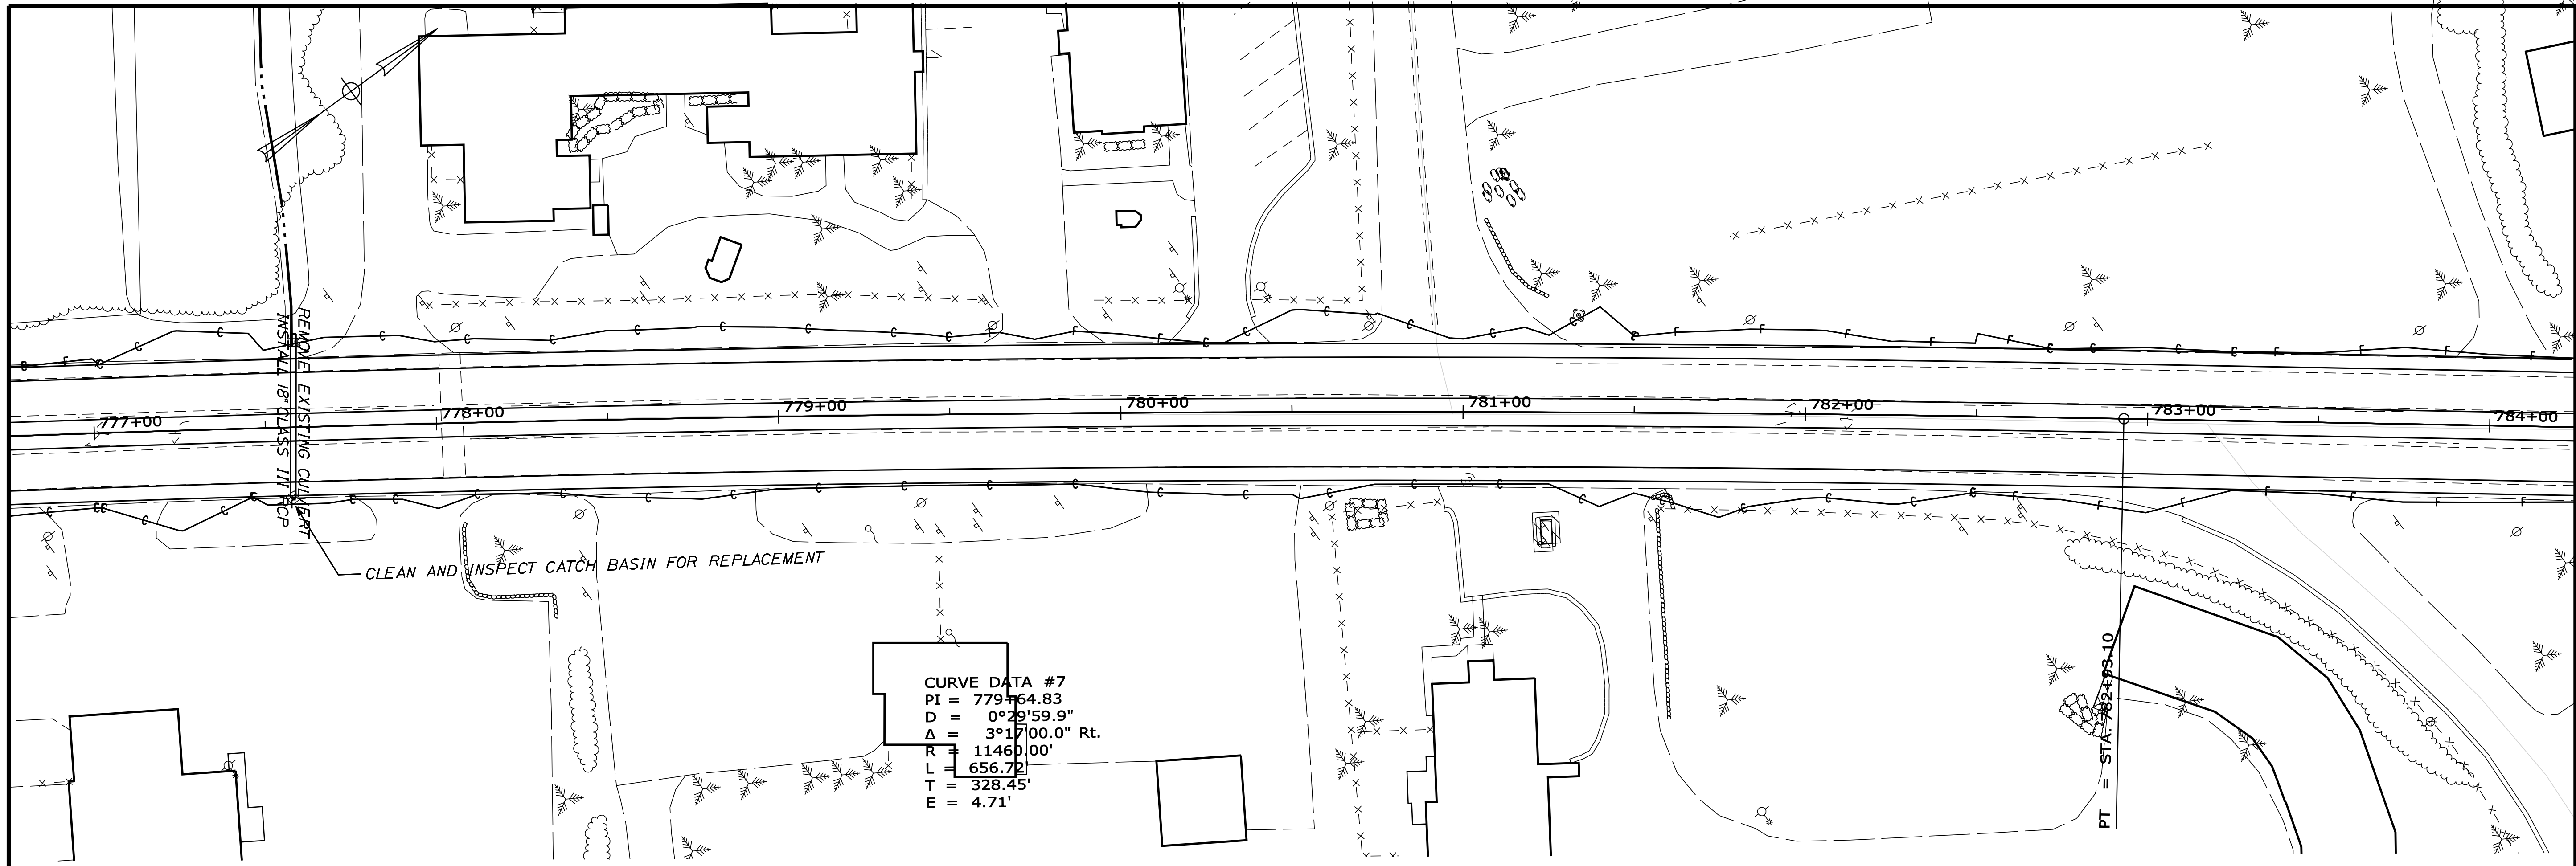 REMOVE EXISTING CULVERT
INSTALL 18" CLASS IV RCP
777+00
778+00
779+00
780+00
781+00
782+00
783+00
784+00
CLEAN AND INSPECT CATCH BASIN FOR REPLACEMENT
CURVE DATA #7
PI = 779+64.83
D = 0°29'59.9"
Δ = 3°17'00.0" Rt.
R = 11460.00'
L = 656.72'
T = 328.45'
E = 4.71'
PT = STA. 782+93.10